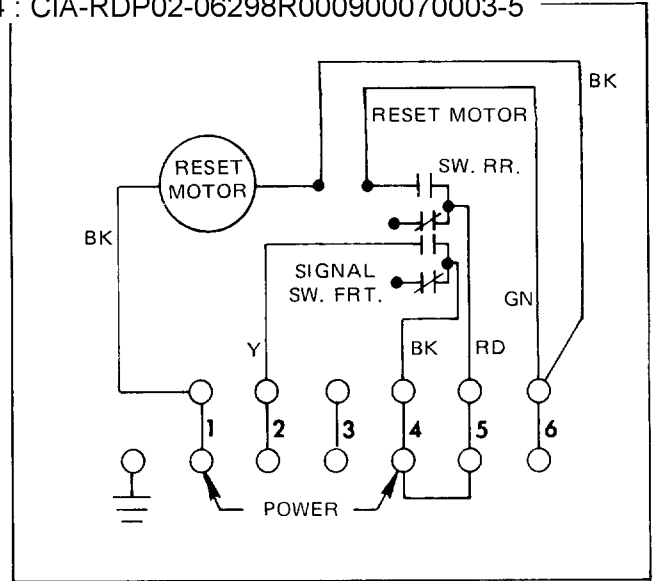 4 : CIA-RDP02-06298R000900070003-5
BK
RESET MOTOR
RESET
MOTOR
SW. RR.
BK
SIGNAL
SW. FRT.
GN
Y
BK
RD
1
2
3
4
5
6
POWER